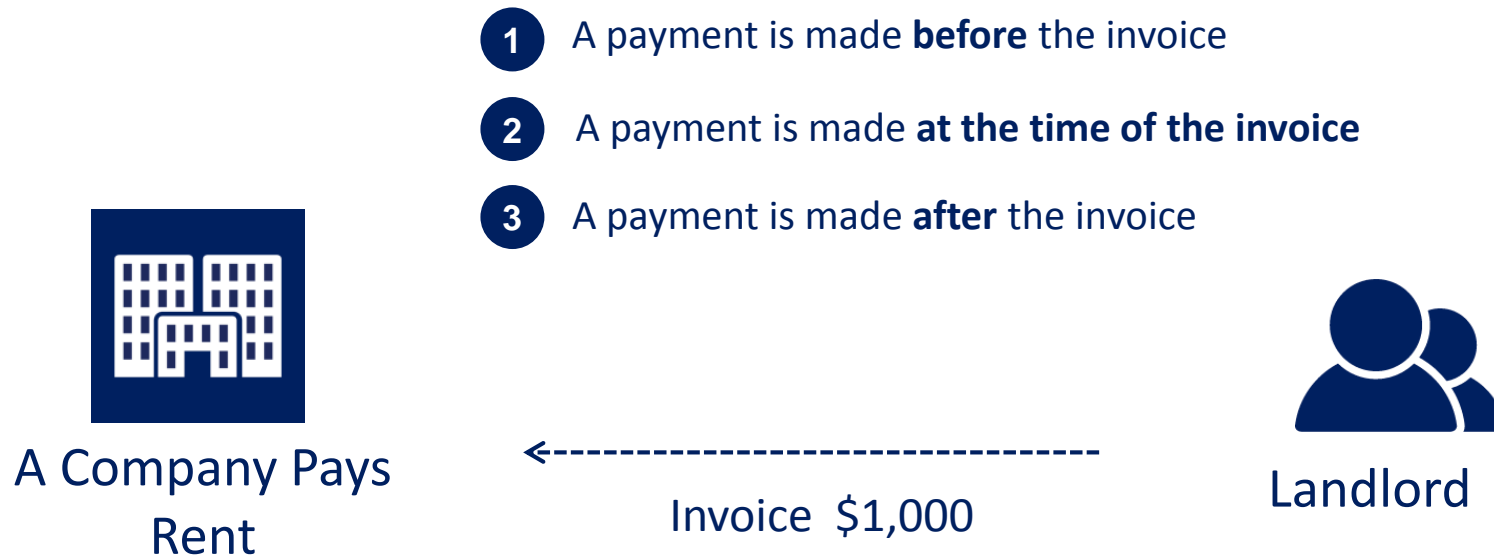 1 A payment is made before the invoice
2 A payment is made at the time of the invoice
3 A payment is made after the invoice
A Company Pays
Rent
Invoice $1,000
Landlord